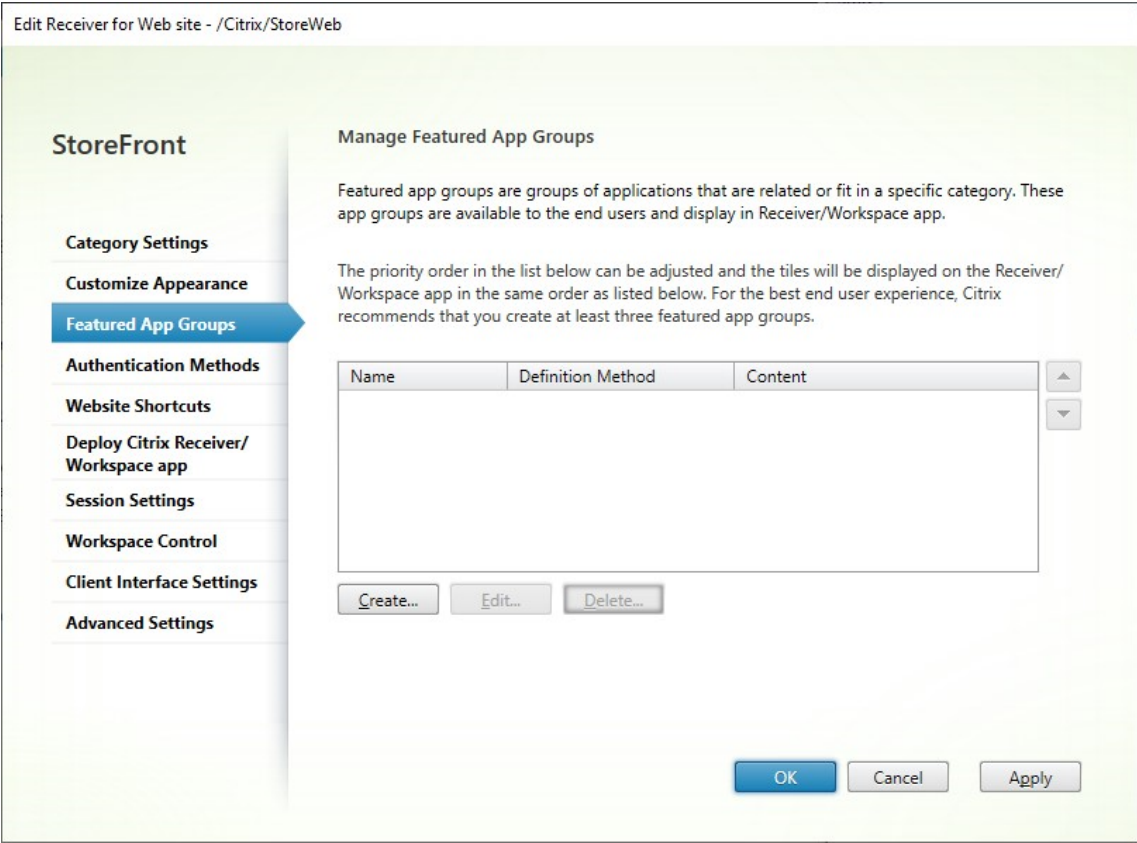 Edit Receiver for Web site - /Citrix/StoreWeb
StoreFront
Category Settings
Customize Appearance
Featured App Groups
Authentication Methods
Website Shortcuts
Deploy Citrix Receiver/
Workspace app
Session Settings
Workspace Control
Client Interface Settings
Advanced Settings
Manage Featured App Groups
Featured app groups are groups of applications that are related or fit in a specific category. These
app groups are available to the end users and display in Receiver/Workspace app.
The priority order in the list below can be adjusted and the tiles will be displayed on the Receiver/
Workspace app in the same order as listed below. For the best end user experience, Citrix
recommends that you create at least three featured app groups.
Name Definition Method Content
Create... Edit... Delete...
OK Cancel Apply